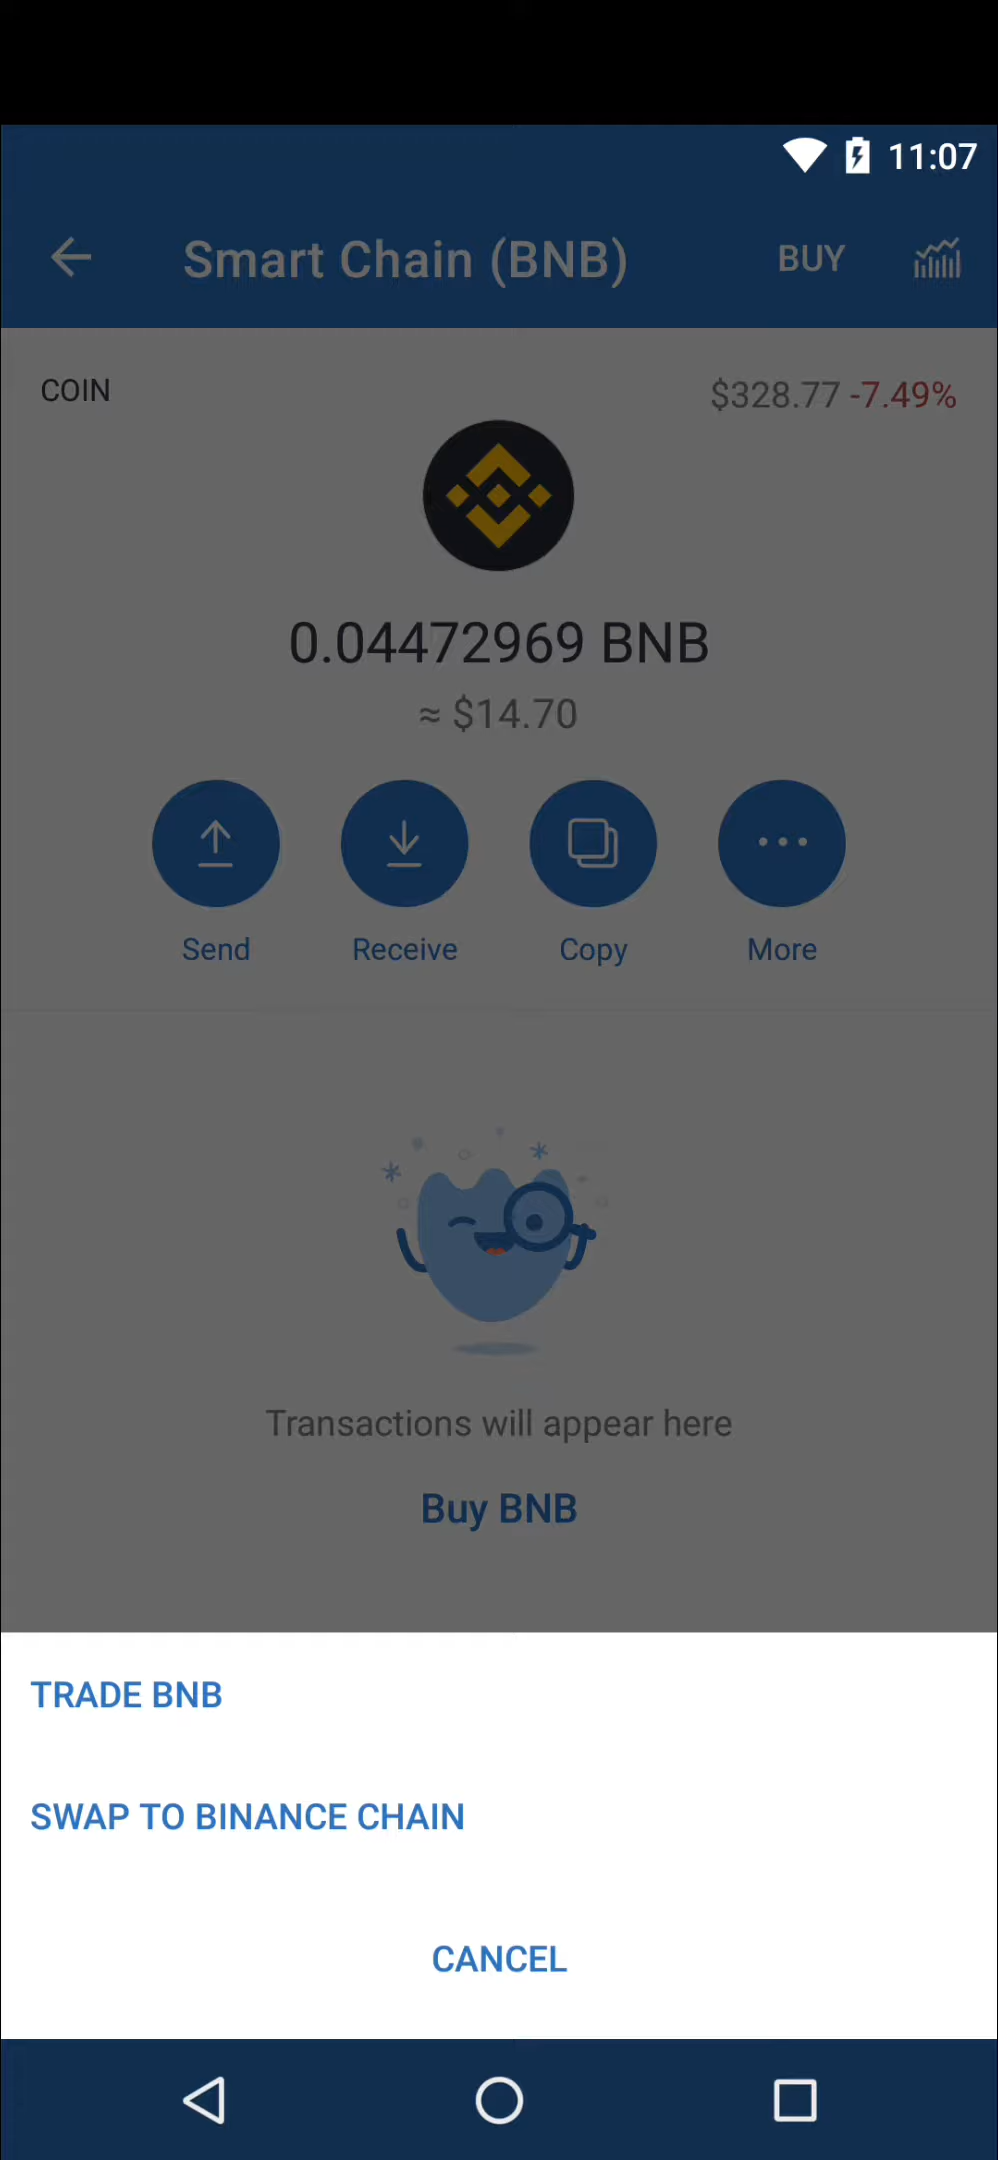 11:07
Smart Chain (BNB) BUY
COIN
$328.77 -7.49%
0.04472969 BNB
≈ $14.70
Send Receive Copy More
Transactions will appear here
Buy BNB
TRADE BNB
SWAP TO BINANCE CHAIN
CANCEL